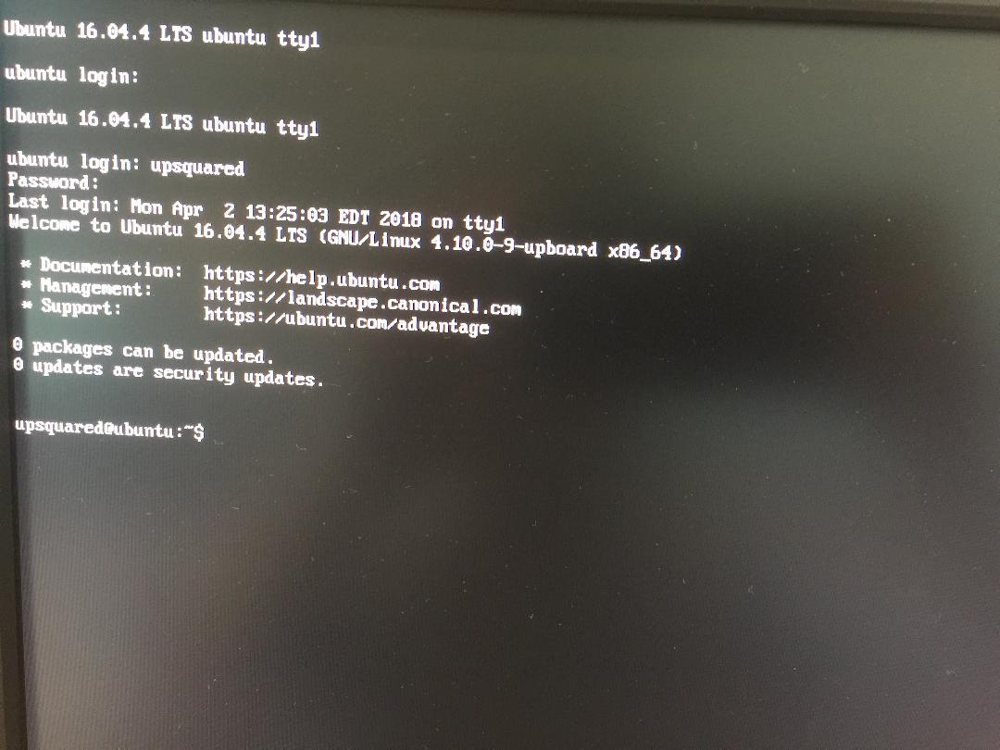 Ubuntu 16.04.4 LTS ubuntu tty1
ubuntu login:
Ubuntu 16.04.4 LTS ubuntu tty1
ubuntu login: upsquared
Password:
Last login: Mon Apr  2 13:25:03 EDT 2018 on tty1
Welcome to Ubuntu 16.04.4 LTS (GNU/Linux 4.10.0-9-upboard x86_64)
 * Documentation:  https://help.ubuntu.com
 * Management:     https://landscape.canonical.com
 * Support:        https://ubuntu.com/advantage
0 packages can be updated.
0 updates are security updates.
upsquared@ubuntu:~$